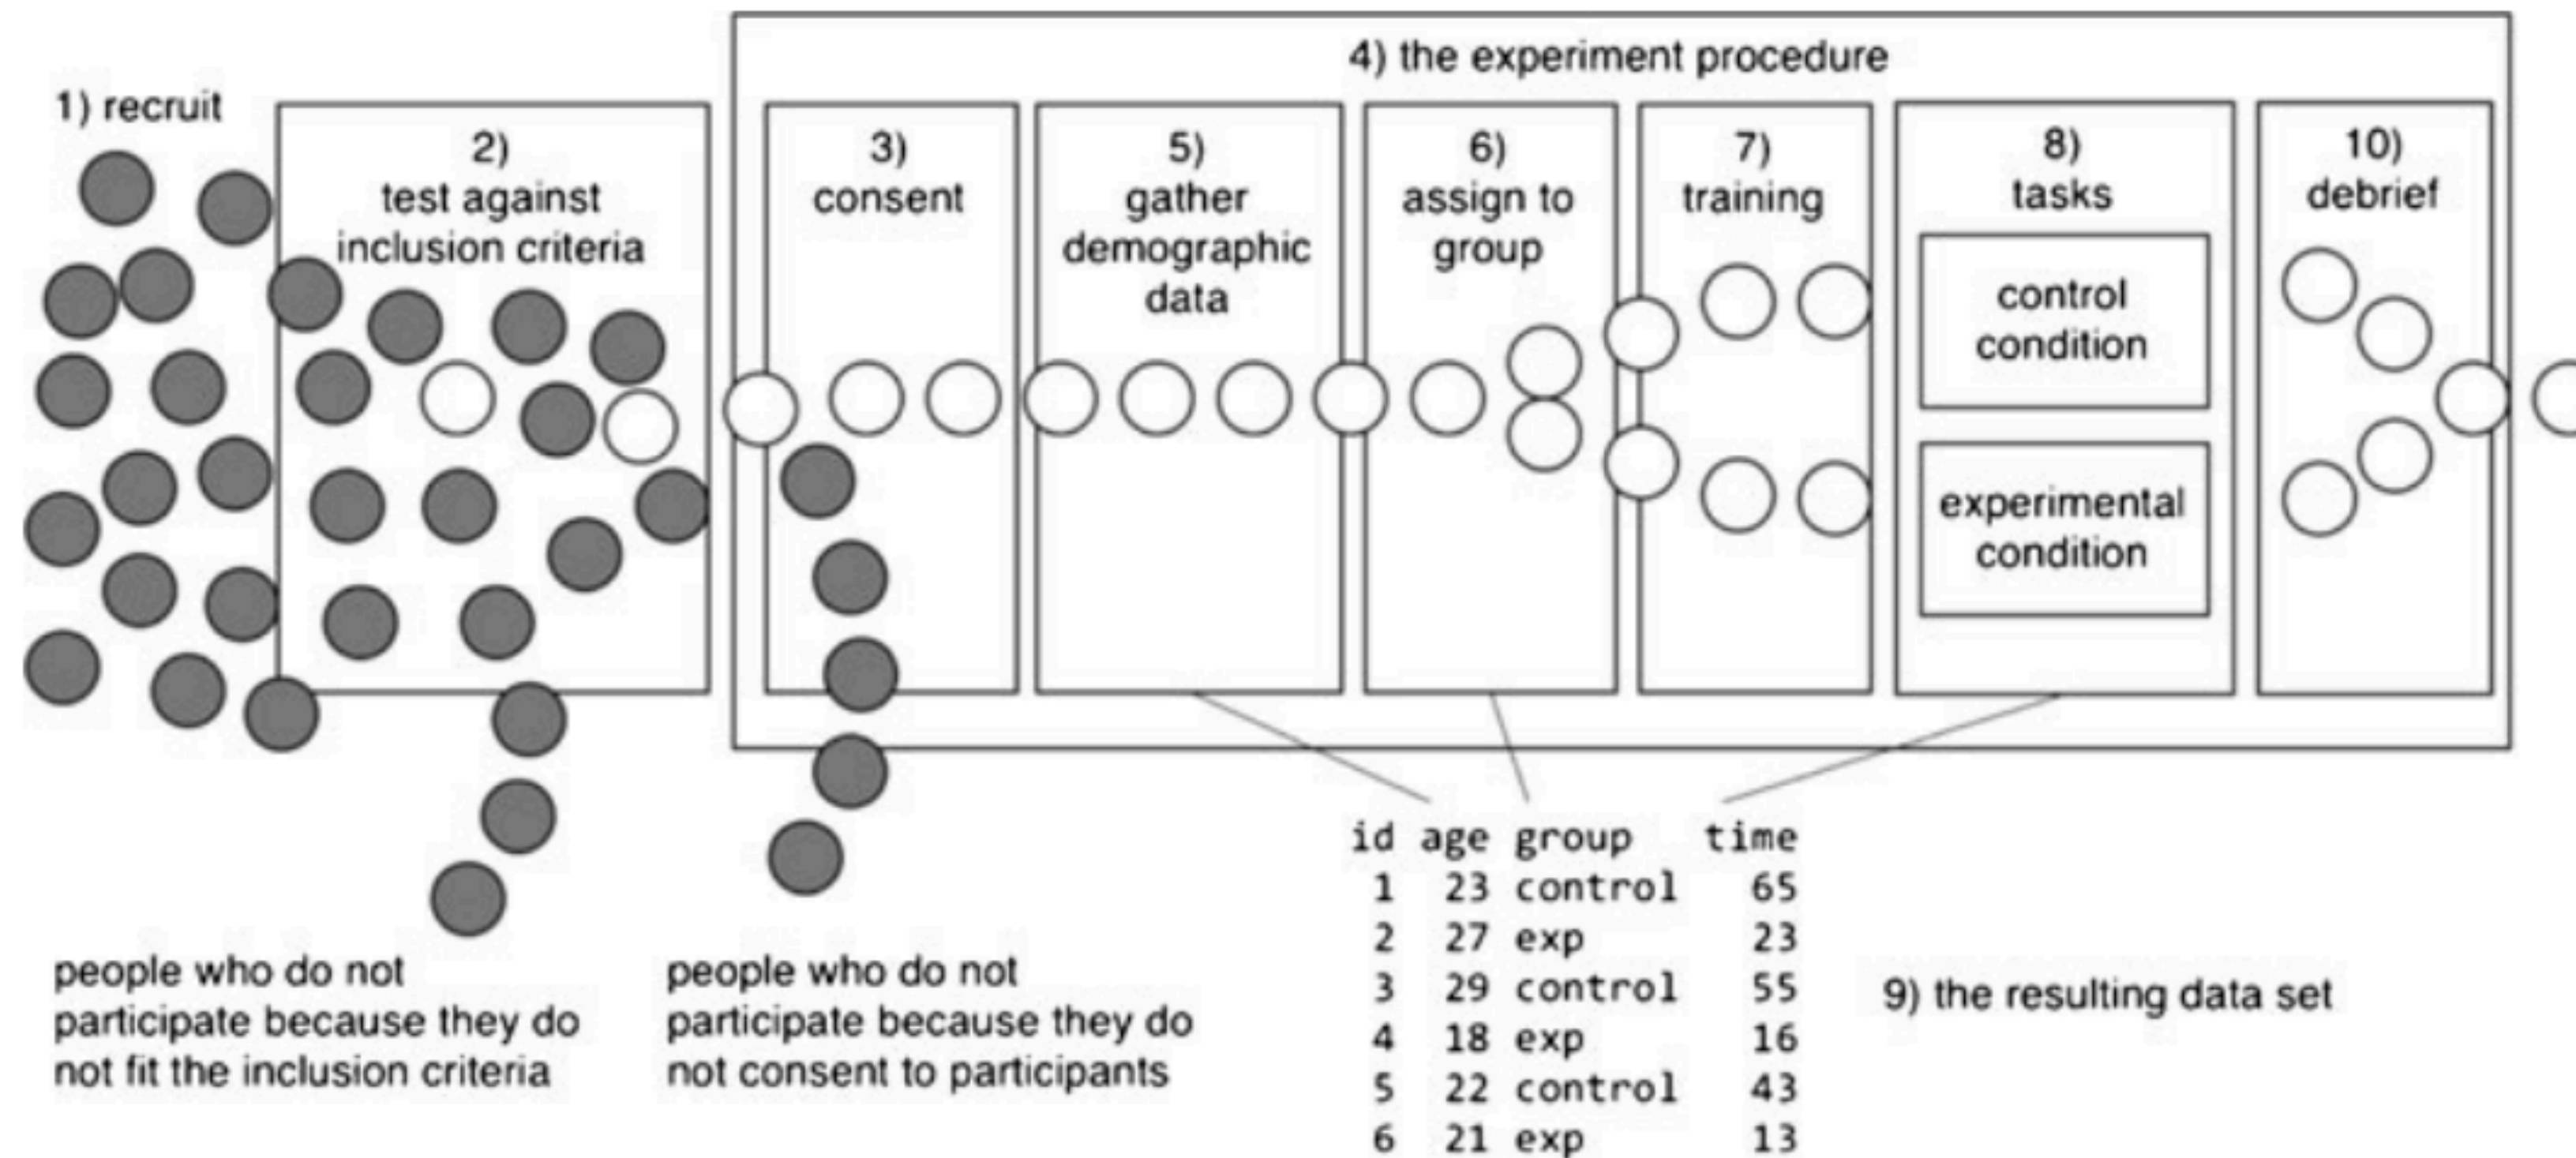 1) recruit
2)
test against
inclusion criteria
4) the experiment procedure
3)
consent
5)
gather
demographic
data
6)
assign to
group
7)
training
8)
tasks
control
condition
experimental
condition
10)
debrief
people who do not
participate because they do
not fit the inclusion criteria
people who do not
participate because they do
not consent to participants
id age group time
1 23 control 65
2 27 exp 23
3 29 control 55
4 18 exp 16
5 22 control 43
6 21 exp 13
9) the resulting data set